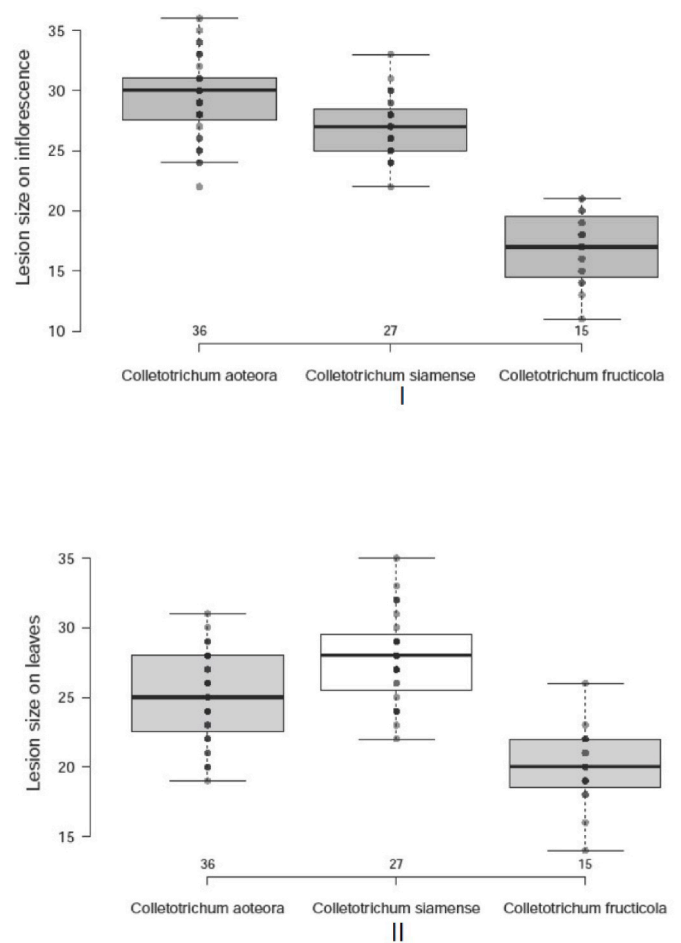 Lesion size on inflorescence
35
30
25
20
15
10
36 27 15
Colletotrichum aoteora Colletotrichum siamense Colletotrichum fructicola
I
Lesion size on leaves
35
30
25
20
15
36 27 15
Colletotrichum aoteora Colletotrichum siamense Colletotrichum fructicola
II